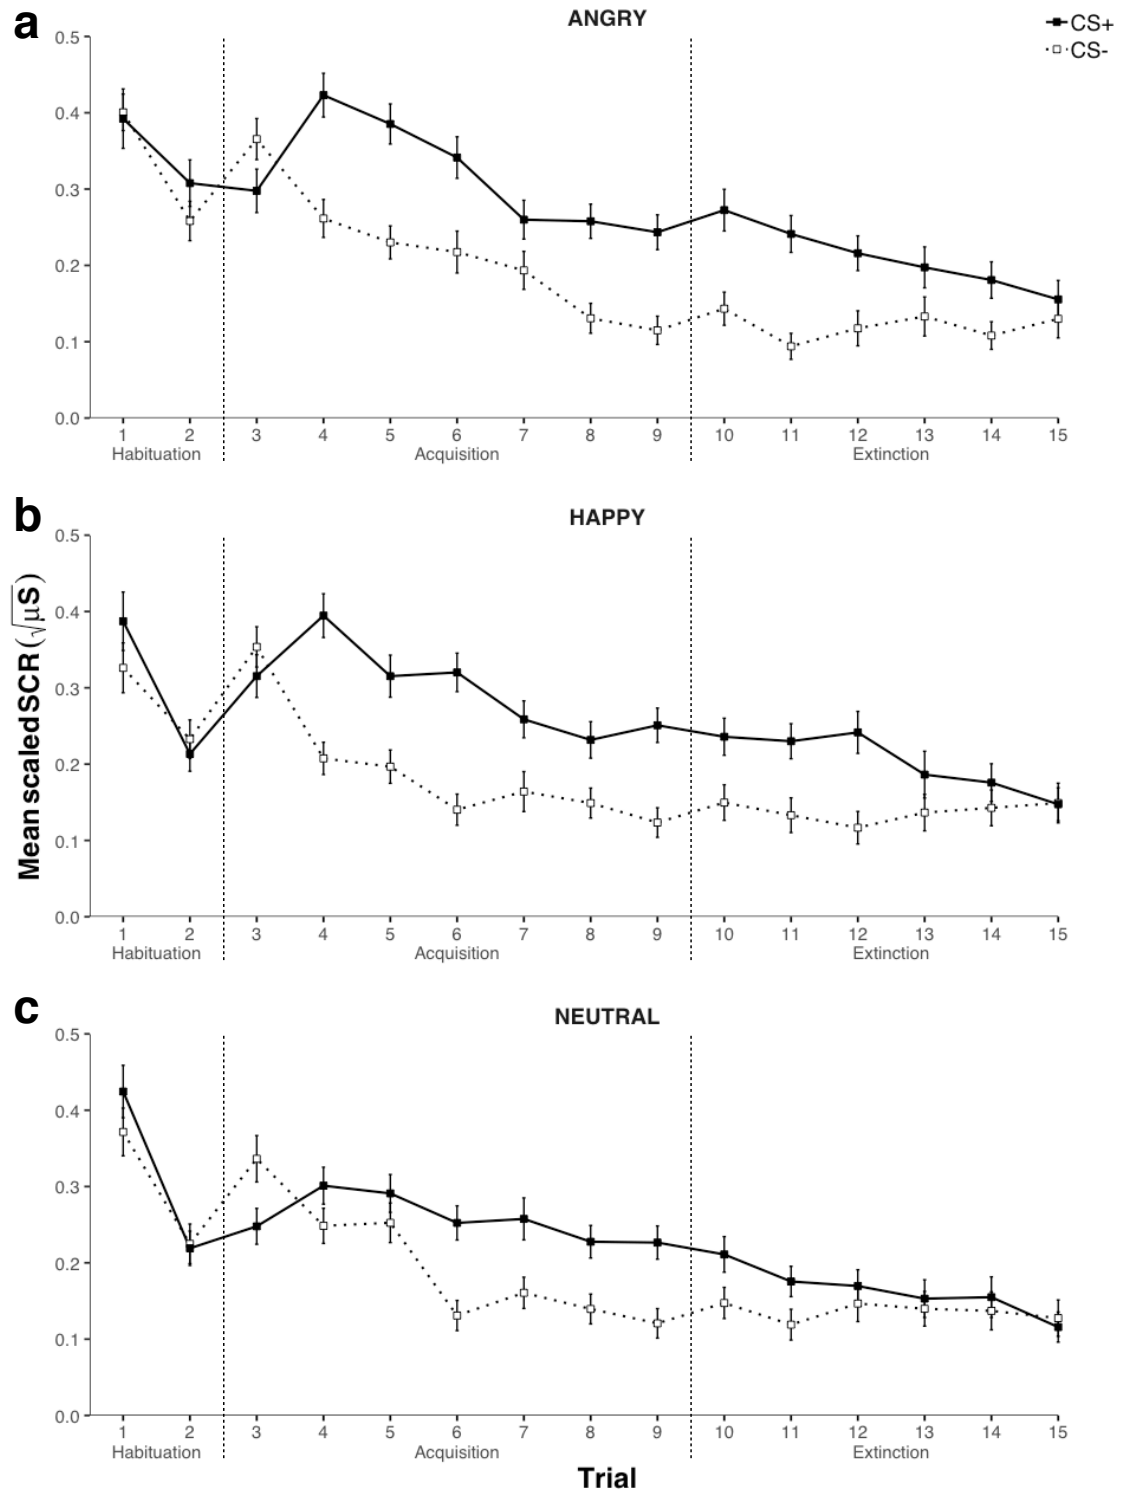 a
ANGRY
CS+
CS-
0.5
0.4
0.3
0.2
0.1
0.0
1 2 3 4 5 6 7 8 9 10 11 12 13 14 15
Habituation Acquisition Extinction
b
HAPPY
Mean scaled SCR (√μS)
0.5
0.4
0.3
0.2
0.1
0.0
1 2 3 4 5 6 7 8 9 10 11 12 13 14 15
Habituation Acquisition Extinction
c
NEUTRAL
0.5
0.4
0.3
0.2
0.1
0.0
1 2 3 4 5 6 7 8 9 10 11 12 13 14 15
Habituation Acquisition Extinction
Trial